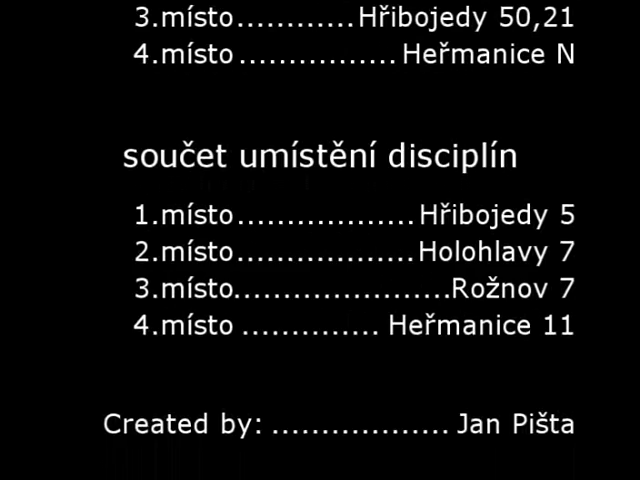 3.místo............Hřibojedy 50,21
4.místo................ Heřmanice N
součet umístění disciplín
1.místo..................Hřibojedy 5
2.místo..................Holohlavy 7
3.místo......................Rožnov 7
4.místo .............. Heřmanice 11
Created by: .................. Jan Pišta